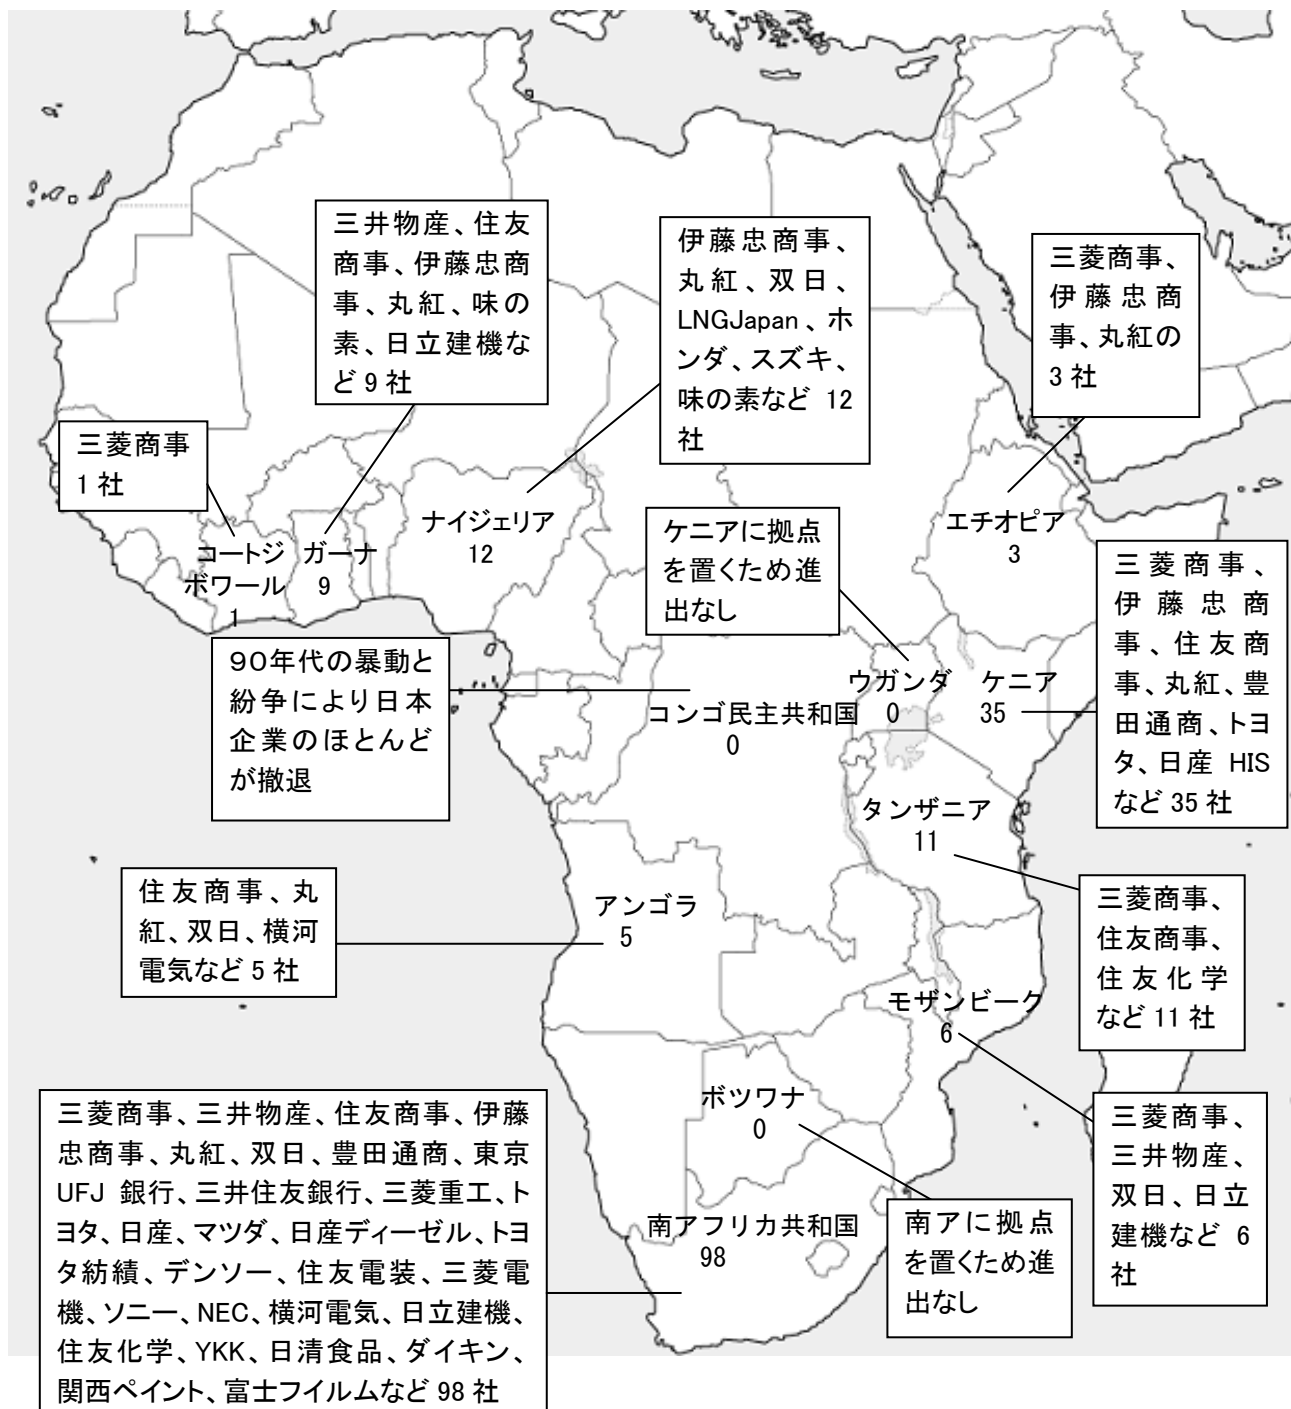 三井物産、住友
商事、伊藤忠商
事、丸紅、味の
素、日立建機な
ど 9 社
伊藤忠商事、
丸紅、双日、
LNGJapan、ホ
ンダ、スズキ、
味の素など 12
社
三菱商事、
伊藤忠商
事、丸紅の
3 社
三菱商事
1 社
コートジ
ボワール
1
ガーナ
9
ナイジェリア
12
ケニアに拠点
を置くため進
出なし
エチオピア
3
三菱商事、
伊藤忠商
事、住友商
事、丸紅、豊
田通商、トヨ
タ、日産 HIS
など 35 社
90年代の暴動と
紛争により日本
企業のほとんど
が撤退
コンゴ民主共和国
0
ウガンダ
0
ケニア
35
タンザニア
11
住友商事、丸
紅、双日、横河
電気など 5 社
アンゴラ
5
三菱商事、
住友商事、
住友化学
など 11 社
モザンビーク
6
ボツワナ
0
三菱商事、三井物産、住友商事、伊藤
忠商事、丸紅、双日、豊田通商、東京
UFJ 銀行、三井住友銀行、三菱重工、ト
ヨタ、日産、マツダ、日産ディーゼル、トヨ
タ紡績、デンソー、住友電装、三菱電
機、ソニー、NEC、横河電気、日立建機、
住友化学、YKK、日清食品、ダイキン、
関西ペイント、富士フイルムなど 98 社
南アフリカ共和国
98
南アに拠点
を置くため進
出なし
三菱商事、
三井物産、
双日、日立
建機など 6
社